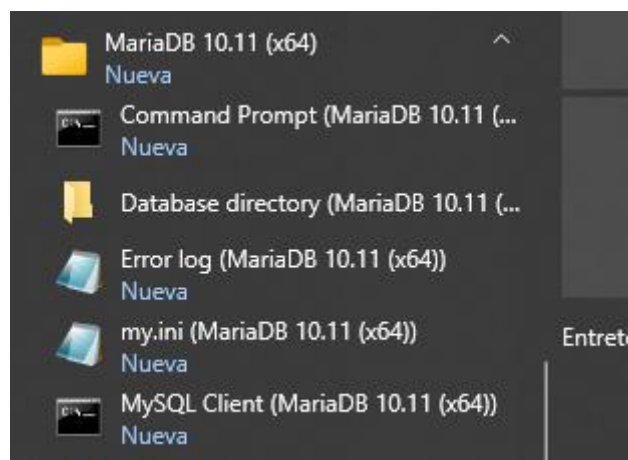 MariaDB 10.11 (x64)
Nueva
Command Prompt (MariaDB 10.11 (...
Nueva
Database directory (MariaDB 10.11 (...
Error log (MariaDB 10.11 (x64))
Nueva
my.ini (MariaDB 10.11 (x64))
Nueva
Entrete
MySQL Client (MariaDB 10.11 (x64))
Nueva